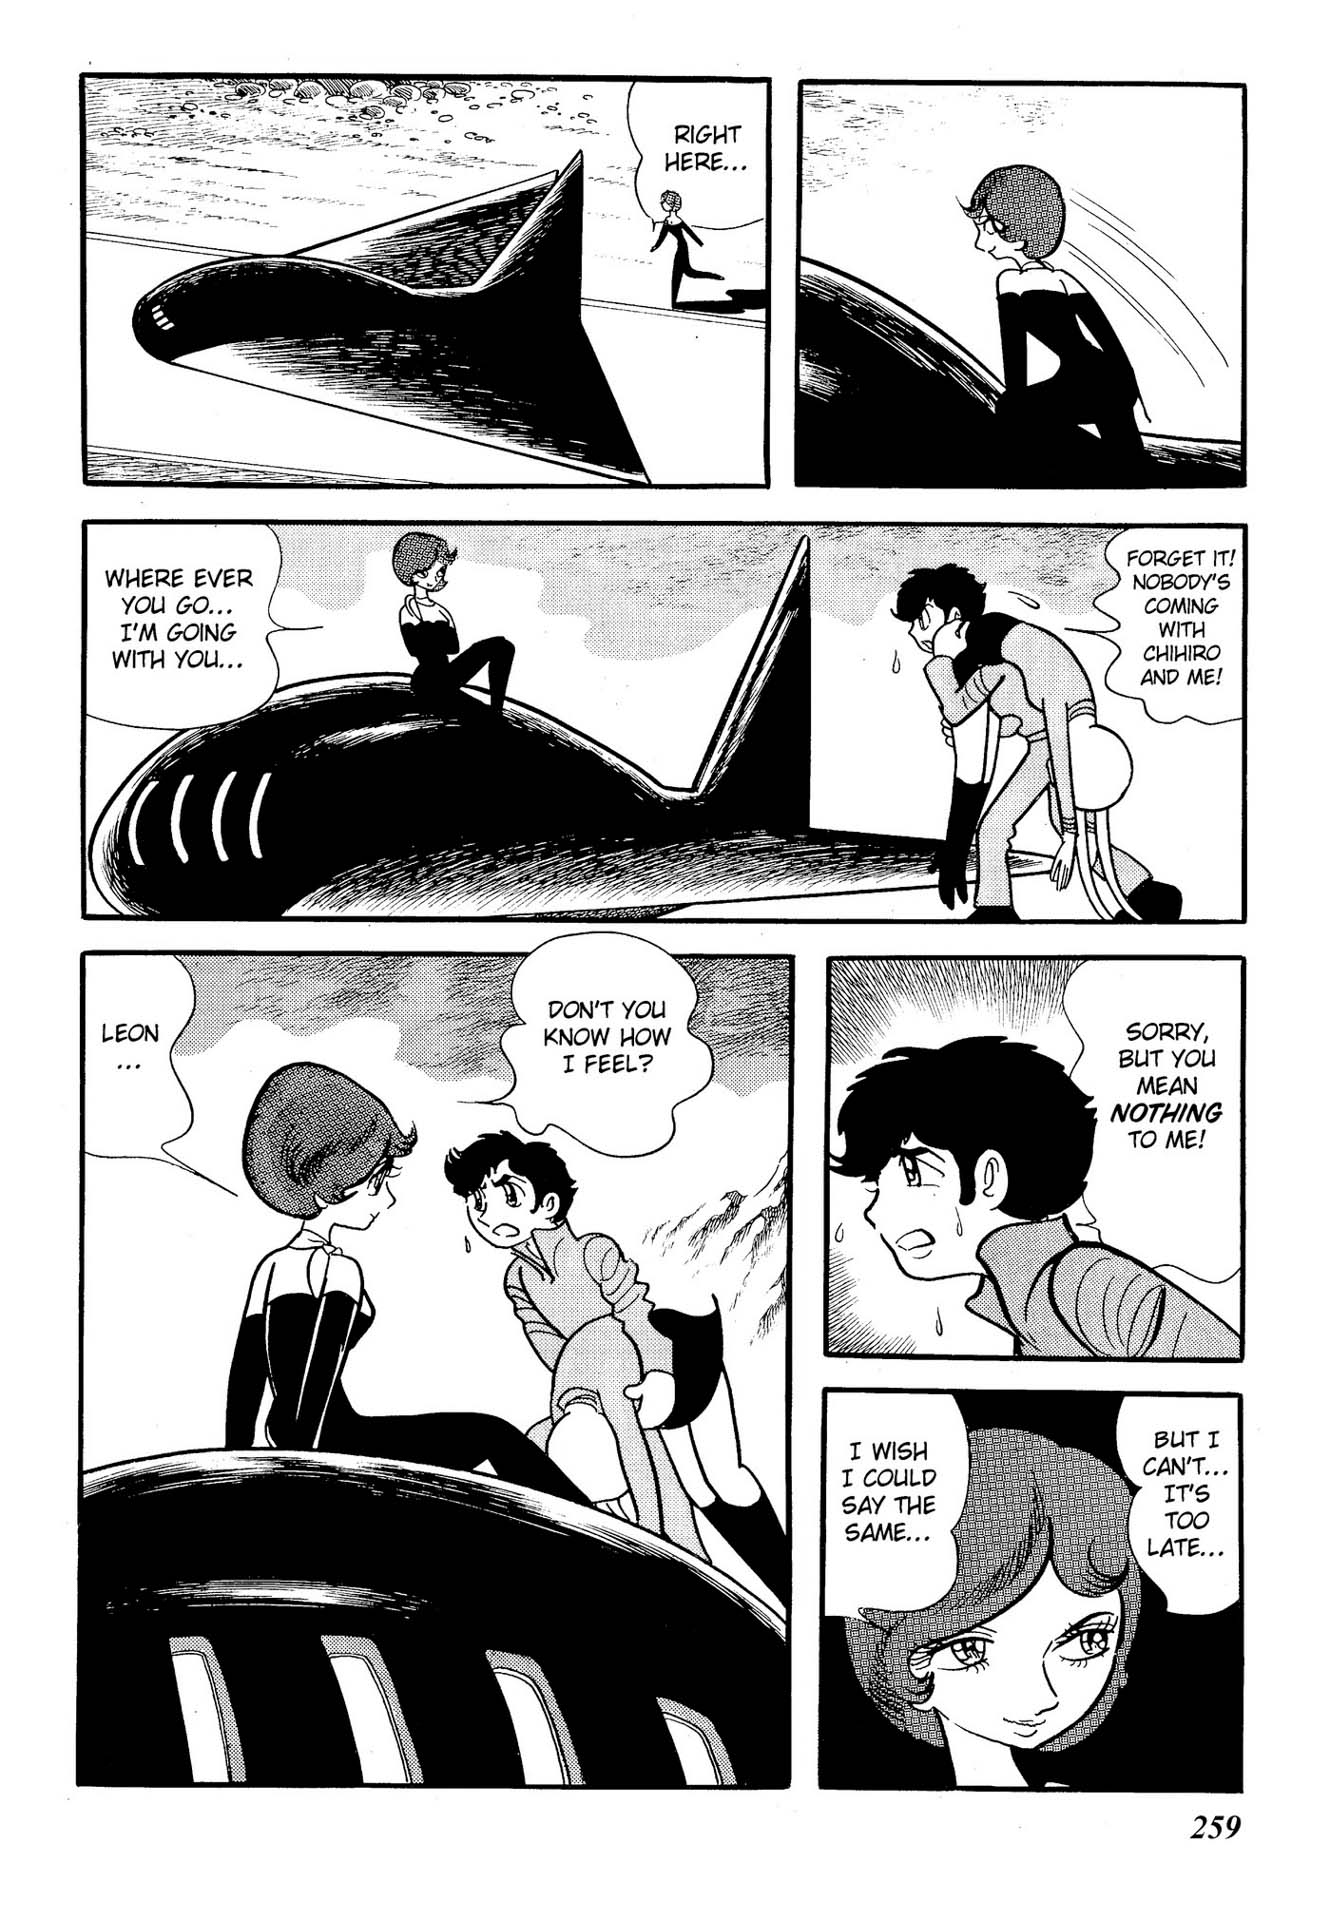 RIGHT
HERE...
WHERE EVER
YOU GO...
I'M GOING
WITH YOU...
FORGET IT!
NOBODY'S
COMING
WITH
CHIHIRO
AND ME!
LEON
...
DON'T YOU
KNOW HOW
I FEEL?
SORRY,
BUT YOU
MEAN
NOTHING
TO ME!
I WISH
I COULD
SAY THE
SAME...
BUT I
CAN'T...
IT'S
TOO
LATE...
259